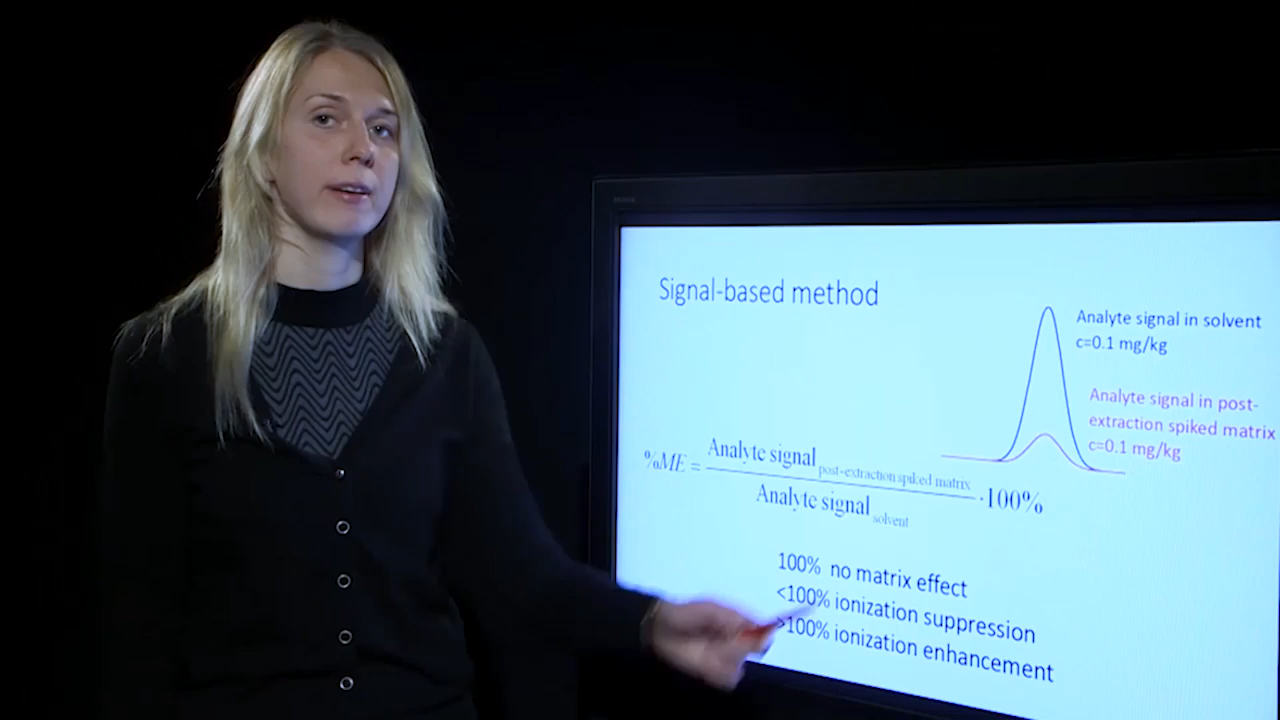 Signal-based method
Analyte signal in solvent
c=0.1 mg/kg
Analyte signal in post-
extraction spiked matrix
c=0.1 mg/kg
%ME = Analyte signal post-extraction spiked matrix
Analyte signal solvent
·100%
100% no matrix effect
<100% ionization suppression
>100% ionization enhancement